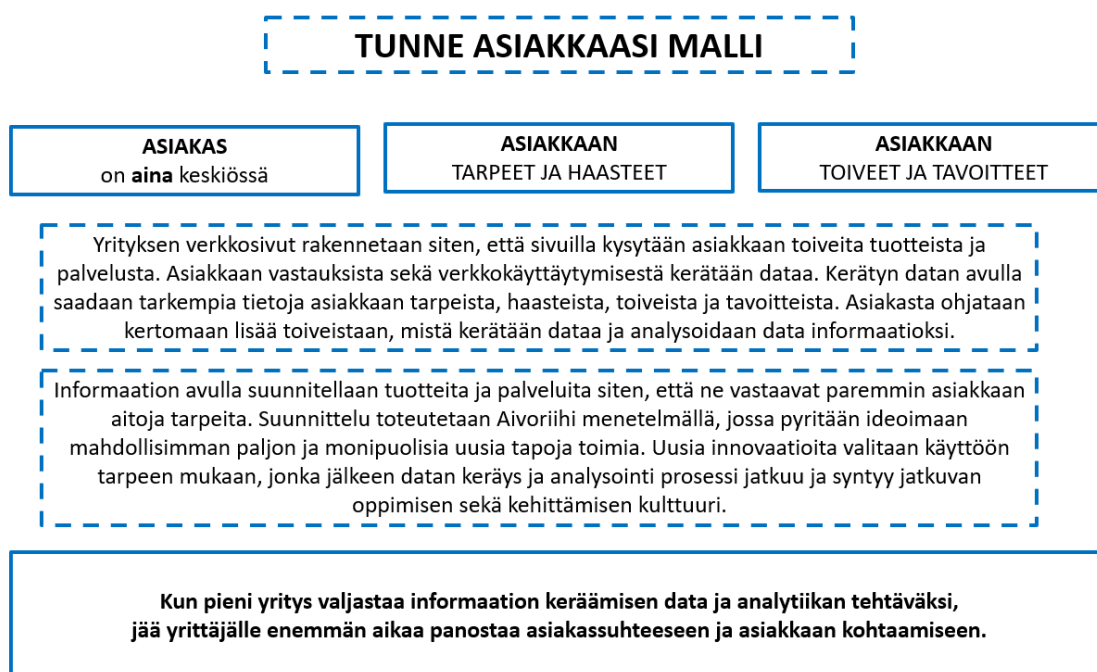 TUNNE ASIAKKAASI MALLI
ASIAKAS
on aina keskiössä
ASIAKKAAN
TARPEET JA HAASTEET
ASIAKKAAN
TOIVEET JA TAVOITTEET
Yrityksen verkkosivut rakennetaan siten, että sivuilla kysytään asiakkaan toiveita tuotteista ja
palvelusta. Asiakkaan vastauksista sekä verkkokäyttäytymisestä kerätään dataa. Kerätyn datan avulla
saadaan tarkempia tietoja asiakkaan tarpeista, haasteista, toiveista ja tavoitteista. Asiakasta ohjataan
kertomaan lisää toiveistaan, mistä kerätään dataa ja analysoidaan data informaatioksi.
Informaation avulla suunnitellaan tuotteita ja palveluita siten, että ne vastaavat paremmin asiakkaan
aitoja tarpeita. Suunnittelu toteutetaan Aivoriihi menetelmällä, jossa pyritään ideoimaan
mahdollisimman paljon ja monipuolisia uusia tapoja toimia. Uusia innovaatioita valitaan käyttöön
tarpeen mukaan, jonka jälkeen datan keräys ja analysointi prosessi jatkuu ja syntyy jatkuvan
oppimisen sekä kehittämisen kulttuuri.
Kun pieni yritys valjastaa informaation keräämisen data ja analytiikan tehtäväksi,
jää yrittäjälle enemmän aikaa panostaa asiakassuhteeseen ja asiakkaan kohtaamiseen.